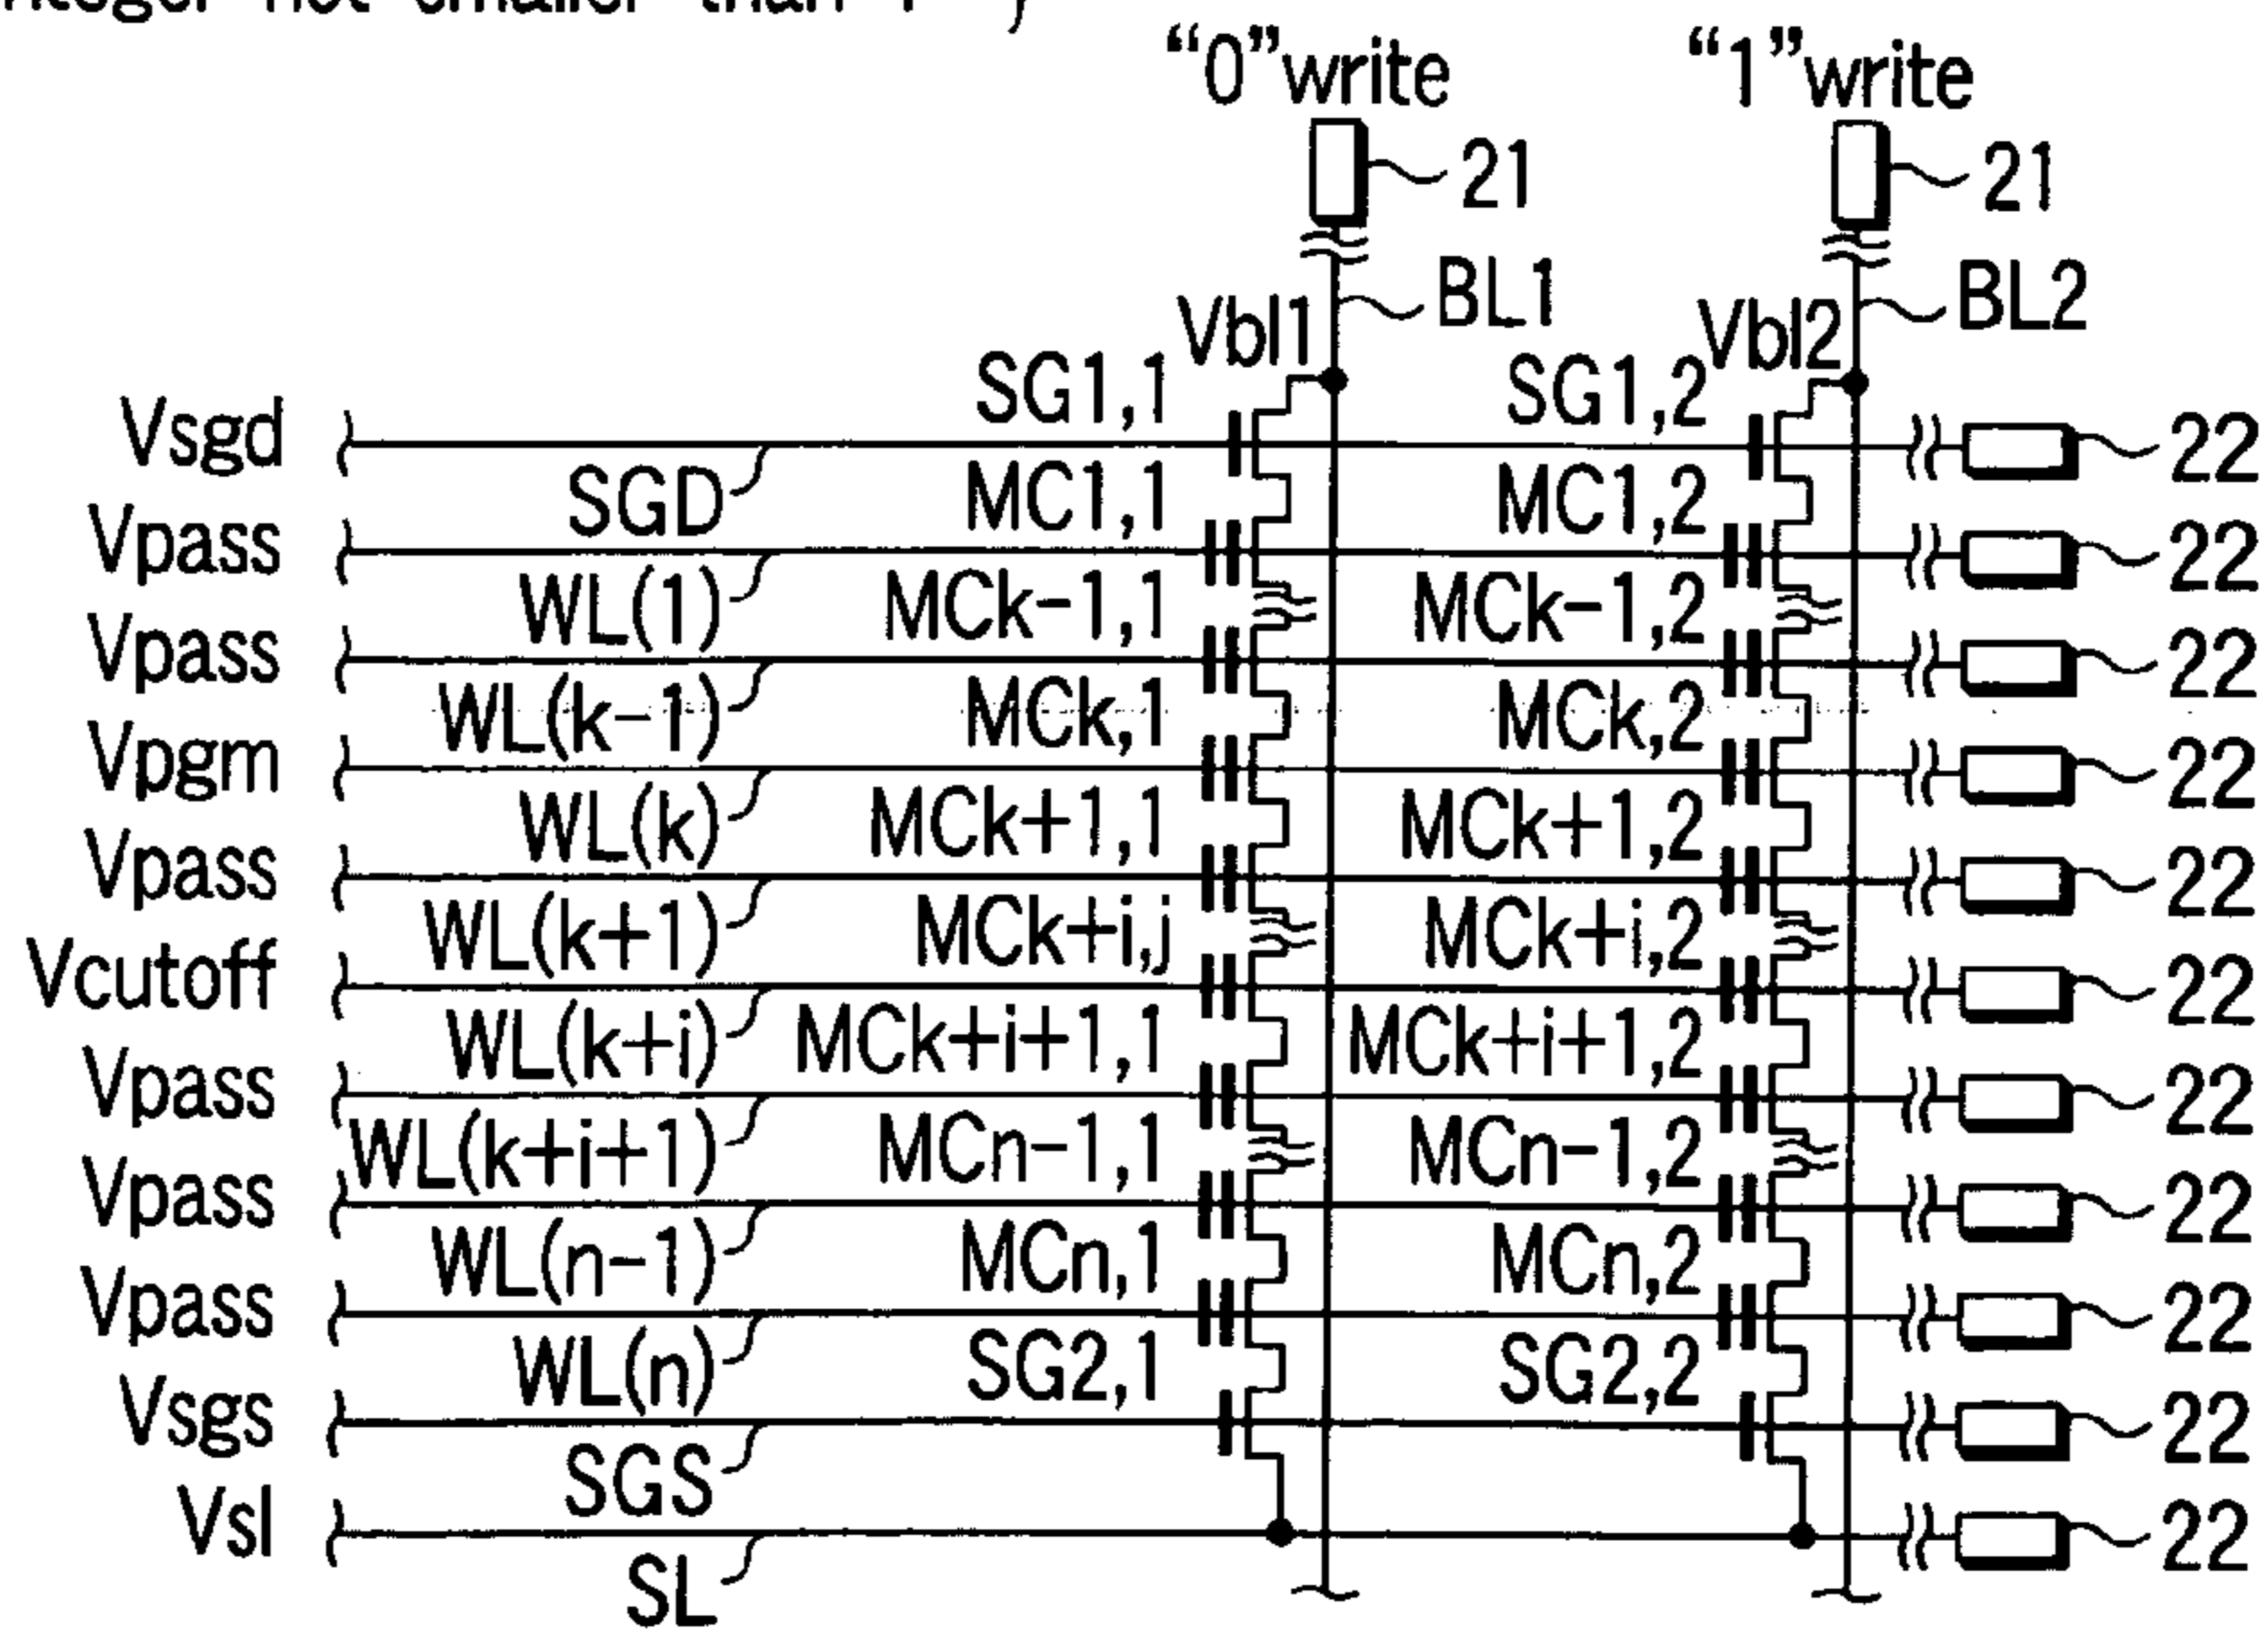 not smaller than
“0”write “1”write
21 21
BL1 BL2
Vbl1 Vbl2
SG1,1 SG1,2
Vsgd 22
SGD MC1,1 MC1,2
Vpass 22
WL(1) MCk-1,1 MCk-1,2
Vpass 22
WL(k-1) MCk,1 MCk,2
Vpgm 22
WL(k) MCk+1,1 MCk+1,2
Vpass 22
WL(k+1) MCk+i,j MCk+i,2
Vcutoff 22
WL(k+i) MCk+i+1,1 MCk+i+1,2
Vpass 22
WL(k+i+1) MCn-1,1 MCn-1,2
Vpass 22
WL(n-1) MCn,1 MCn,2
Vpass 22
WL(n) SG2,1 SG2,2
Vsgs 22
SGS
Vsl 22
SL